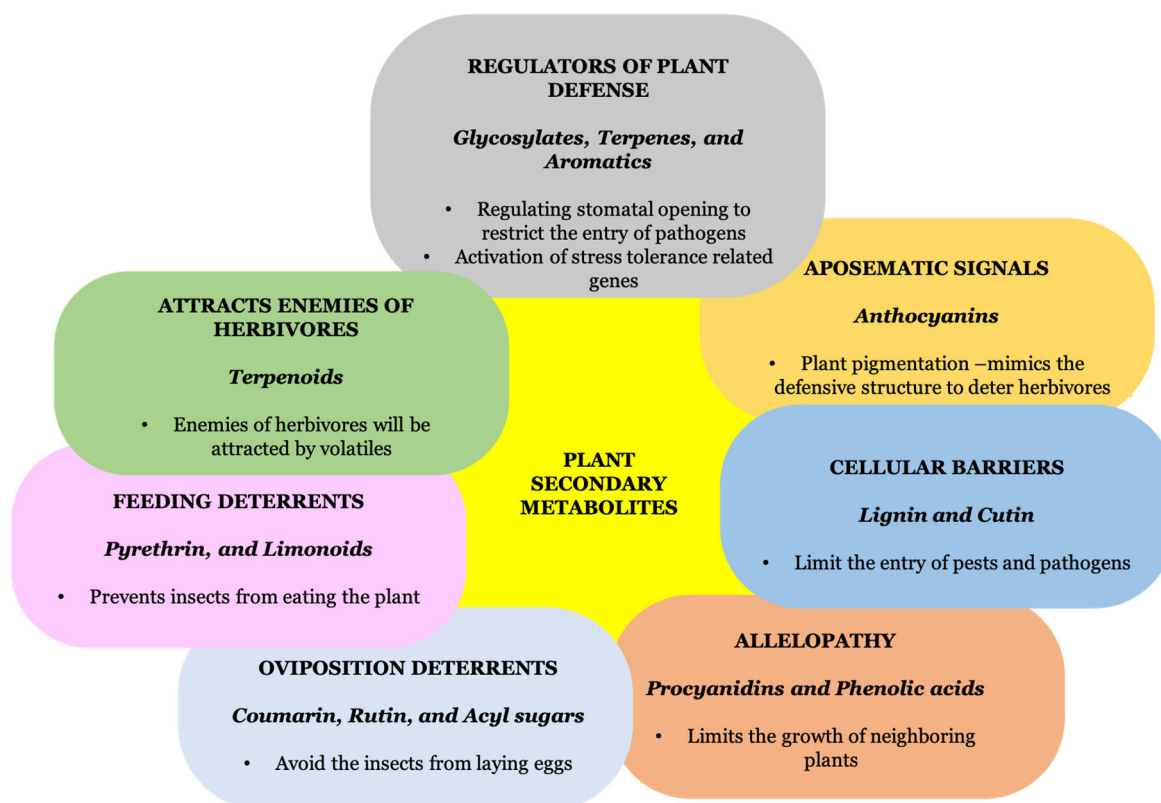 REGULATORS OF PLANT
DEFENSE
Glycosylates, Terpenes, and
Aromatics
• Regulating stomatal opening to
restrict the entry of pathogens
• Activation of stress tolerance related
genes
APOSEMATIC SIGNALS
Anthocyanins
• Plant pigmentation –mimics the
defensive structure to deter herbivores
ATTRACTS ENEMIES OF
HERBIVORES
Terpenoids
• Enemies of herbivores will be
attracted by volatiles
PLANT
SECONDARY
METABOLITES
CELLULAR BARRIERS
Lignin and Cutin
• Limit the entry of pests and pathogens
FEEDING DETERRENTS
Pyrethrin, and Limonoids
• Prevents insects from eating the plant
OVIPOSITION DETERRENTS
Coumarin, Rutin, and Acyl sugars
• Avoid the insects from laying eggs
ALLELOPATHY
Procyanidins and Phenolic acids
• Limits the growth of neighboring
plants